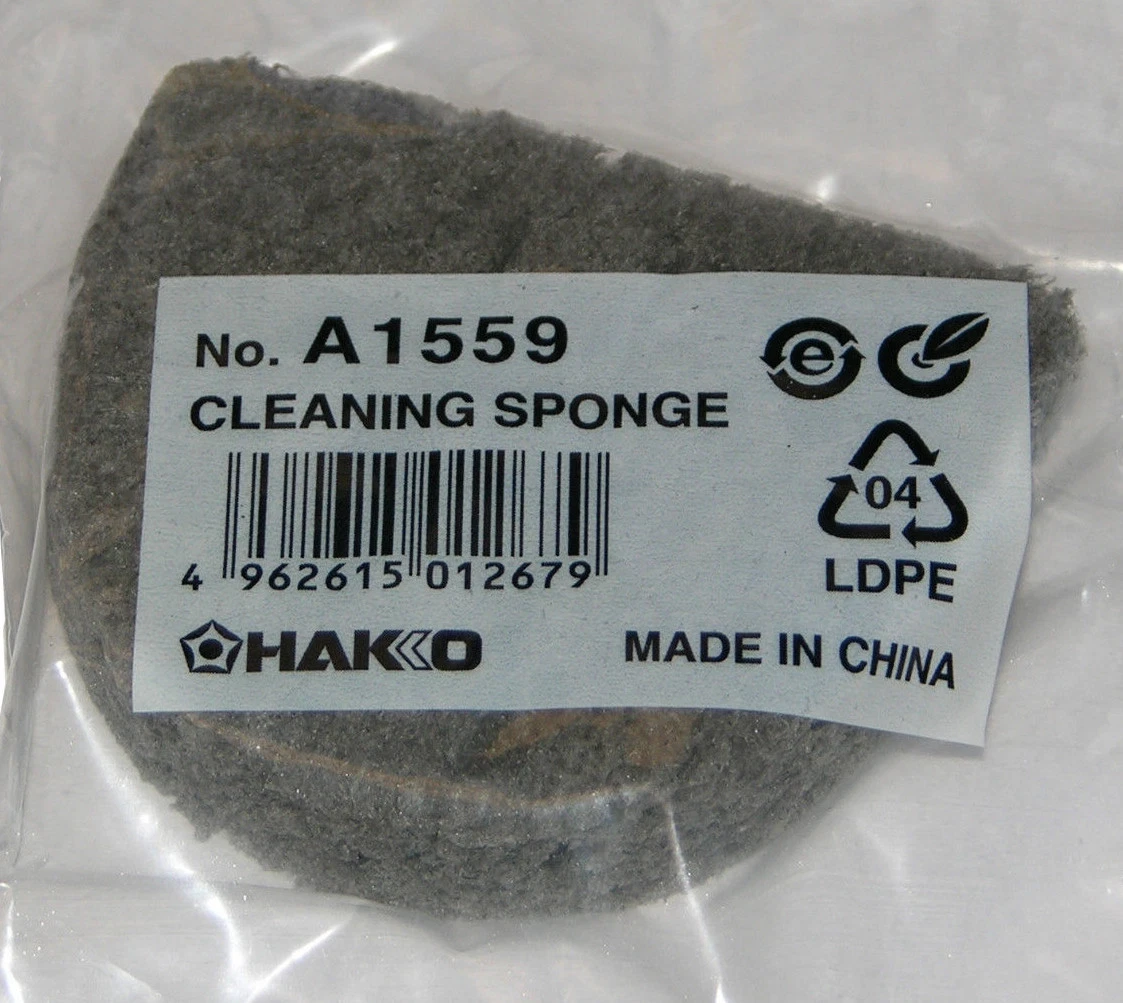 No. A1559
e
CLEANING SPONGE
04
LDPE
4 962615 012679
HAKKO
MADE IN CHINA